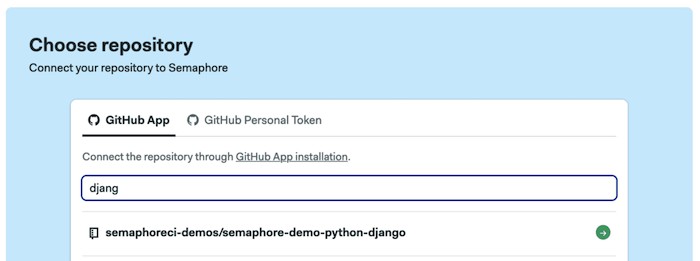 Choose repository
Connect your repository to Semaphore
GitHub App GitHub Personal Token
Connect the repository through GitHub App installation.
djang
semaphoreci-demos/semaphore-demo-python-django